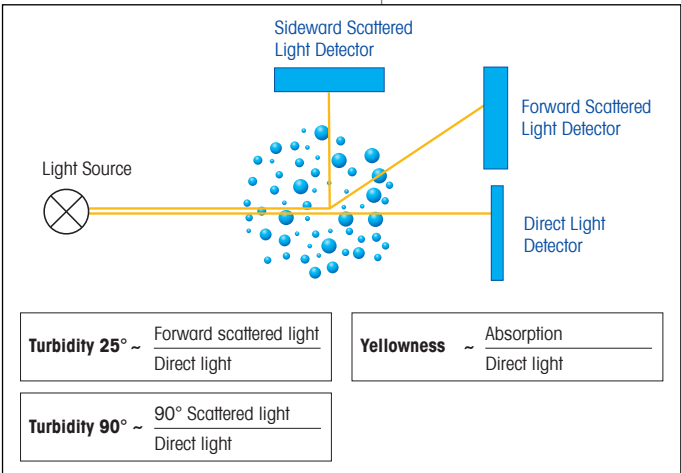 Sideward Scattered
Light Detector
Forward Scattered
Light Detector
Light Source
Direct Light
Detector
Turbidity 25° ~ Forward scattered light
Direct light
Yellowness ~ Absorption
Direct light
Turbidity 90° ~ 90° Scattered light
Direct light